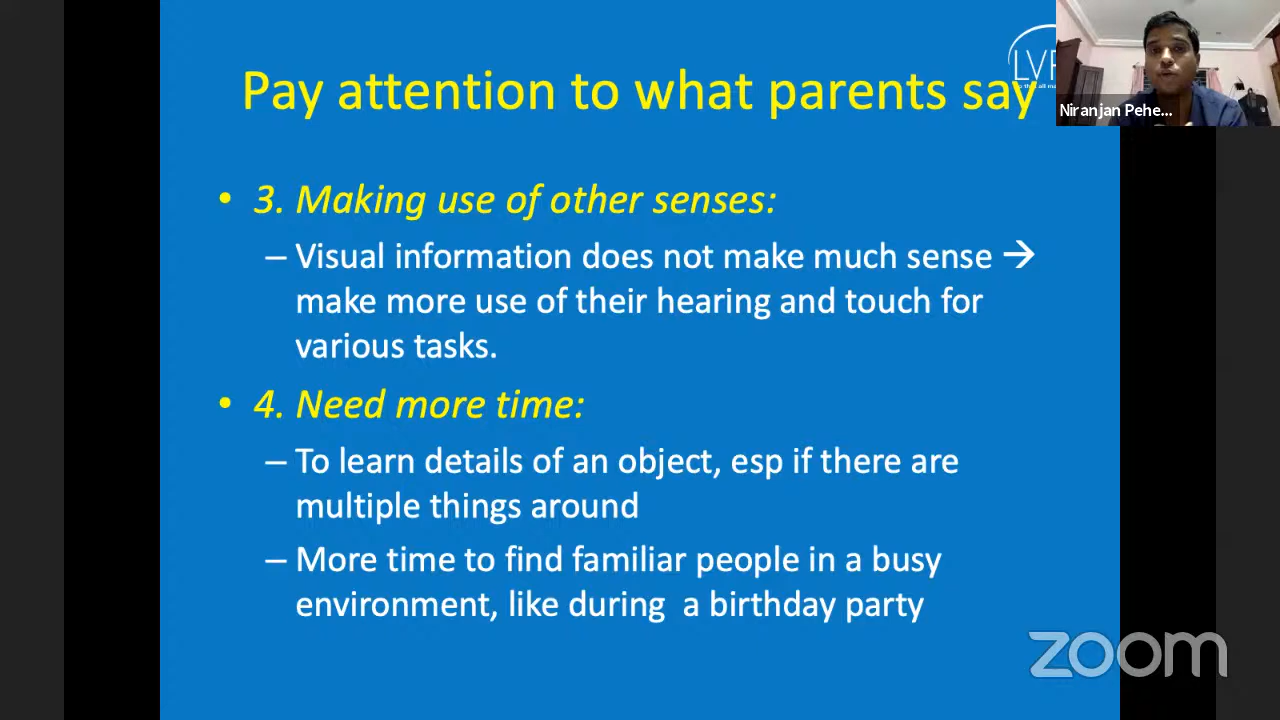 Pay attention to what parents say
LVP
Niranjan Pehe...
• 3. Making use of other senses:
– Visual information does not make much sense →
make more use of their hearing and touch for
various tasks.
• 4. Need more time:
– To learn details of an object, esp if there are
multiple things around
– More time to find familiar people in a busy
environment, like during a birthday party
zoom